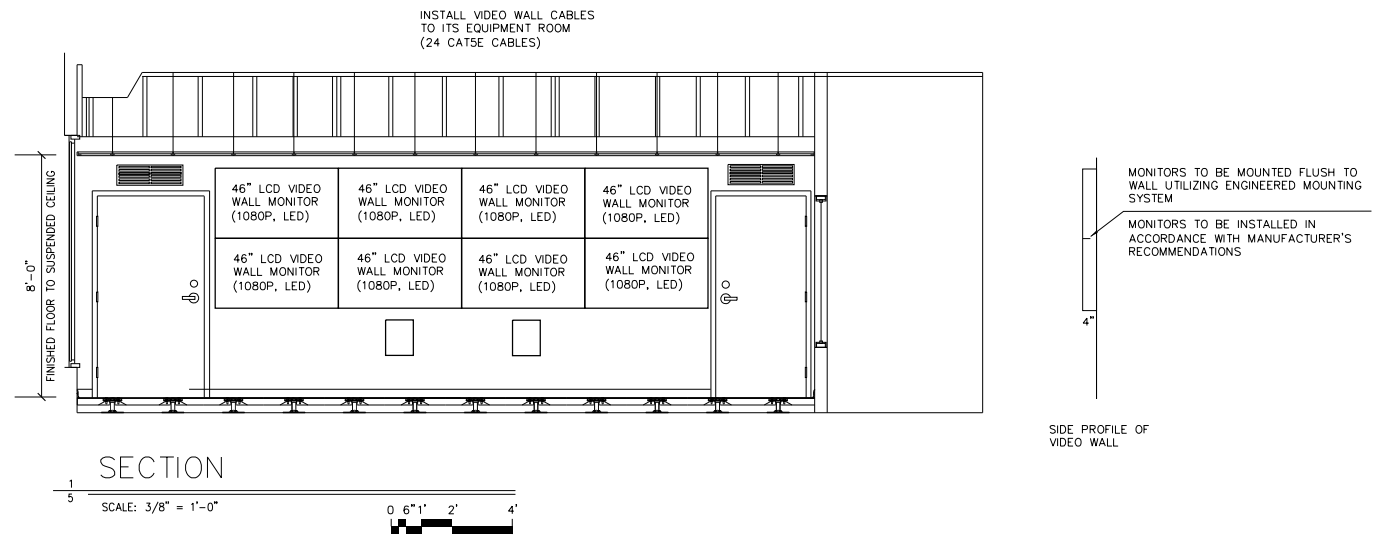 INSTALL VIDEO WALL CABLES
TO ITS EQUIPMENT ROOM
(24 CAT5E CABLES)
8'-0"
FINISHED FLOOR TO SUSPENDED CEILING
46" LCD VIDEO
WALL MONITOR
(1080P, LED)
46" LCD VIDEO
WALL MONITOR
(1080P, LED)
46" LCD VIDEO
WALL MONITOR
(1080P, LED)
46" LCD VIDEO
WALL MONITOR
(1080P, LED)
46" LCD VIDEO
WALL MONITOR
(1080P, LED)
46" LCD VIDEO
WALL MONITOR
(1080P, LED)
46" LCD VIDEO
WALL MONITOR
(1080P, LED)
46" LCD VIDEO
WALL MONITOR
(1080P, LED)
MONITORS TO BE MOUNTED FLUSH TO
WALL UTILIZING ENGINEERED MOUNTING
SYSTEM
MONITORS TO BE INSTALLED IN
ACCORDANCE WITH MANUFACTURER'S
RECOMMENDATIONS
4"
SIDE PROFILE OF
VIDEO WALL
SECTION
1
5
SCALE: 3/8" = 1'-0"
0 6" 1' 2' 4'